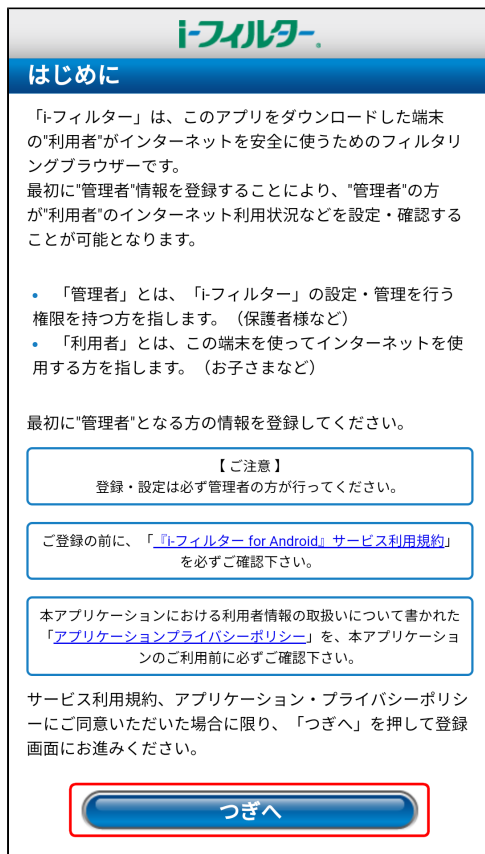 i-フィルター.
はじめに
「i-フィルター」は、このアプリをダウンロードした端末
の"利用者"がインターネットを安全に使うためのフィルタリ
ングブラウザーです。
最初に"管理者"情報を登録することにより、"管理者"の方
が"利用者"のインターネット利用状況などを設定・確認する
ことが可能となります。
• 「管理者」とは、「i-フィルター」の設定・管理を行う
権限を持つ方を指します。（保護者様など）
• 「利用者」とは、この端末を使ってインターネットを使
用する方を指します。（お子さまなど）
最初に"管理者"となる方の情報を登録してください。
【 ご注意 】
登録・設定は必ず管理者の方が行ってください。
ご登録の前に、「『i-フィルター for Android』サービス利用規約」
を必ずご確認下さい。
本アプリケーションにおける利用者情報の取扱いについて書かれた
「アプリケーションプライバシーポリシー」を、本アプリケーショ
ンのご利用前に必ずご確認下さい。
サービス利用規約、アプリケーション・プライバシーポリシ
ーにご同意いただいた場合に限り、「つぎへ」を押して登録
画面にお進みください。
つぎへ